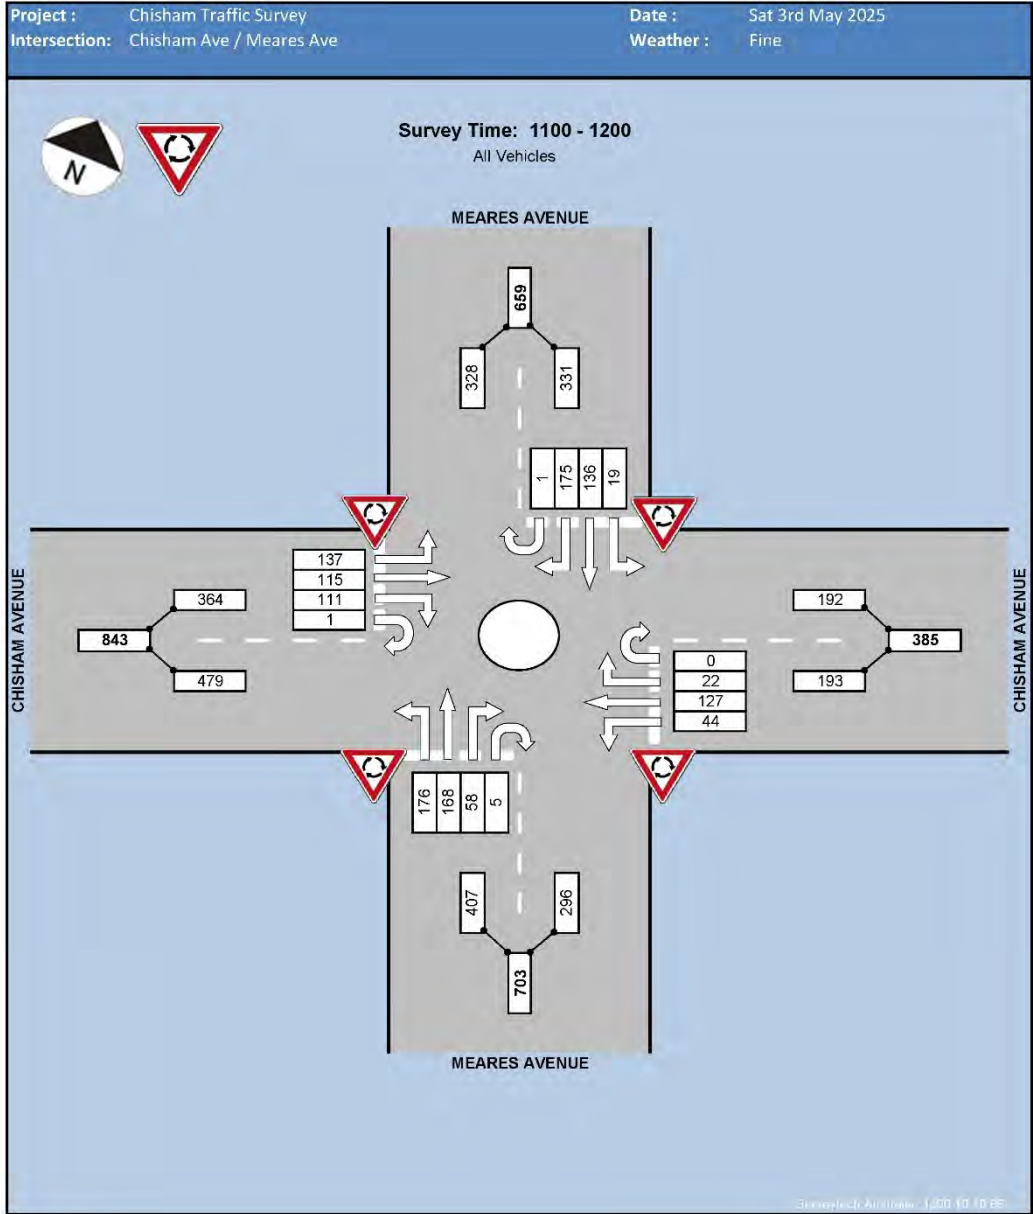 Project : Chisham Traffic Survey Date : Sat 3rd May 2025
Intersection: Chisham Ave / Meares Ave Weather : Fine
N
Survey Time: 1100 - 1200
All Vehicles
MEARES AVENUE
659
328 331
1 175 136 19
137
115
111
1
364
843
479
CHISHAM AVENUE
192
385
193
CHISHAM AVENUE
0
22
127
44
176 168 58 5
407 296
703
MEARES AVENUE